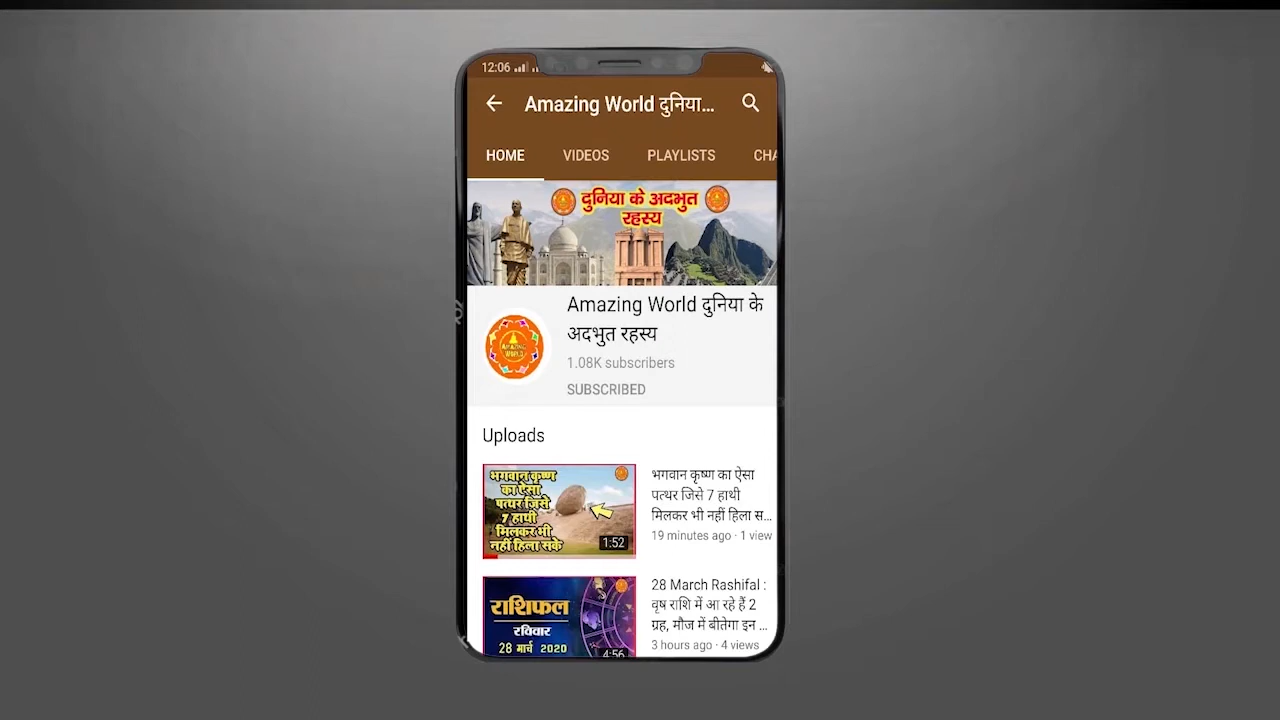 12:06
Amazing World दुनिया...
HOME VIDEOS PLAYLISTS CHA
दुनिया के अदभुत
रहस्य
Amazing World दुनिया के
अदभुत रहस्य
AMAZING
WORLD
1.08K subscribers
SUBSCRIBED
Uploads
भगवान कृष्ण
का ऐसा
पत्थर जिसे
7 हाथी
मिलकर भी
नहीं हिला सके
1:52
भगवान कृष्ण का ऐसा
पत्थर जिसे 7 हाथी
मिलकर भी नहीं हिला स...
19 minutes ago · 1 view
राशिफल
रविवार
28 मार्च 2020
4:56
28 March Rashifal :
वृष राशि में आ रहे हैं 2
ग्रह, मौज में बीतेगा इन ...
3 hours ago · 4 views